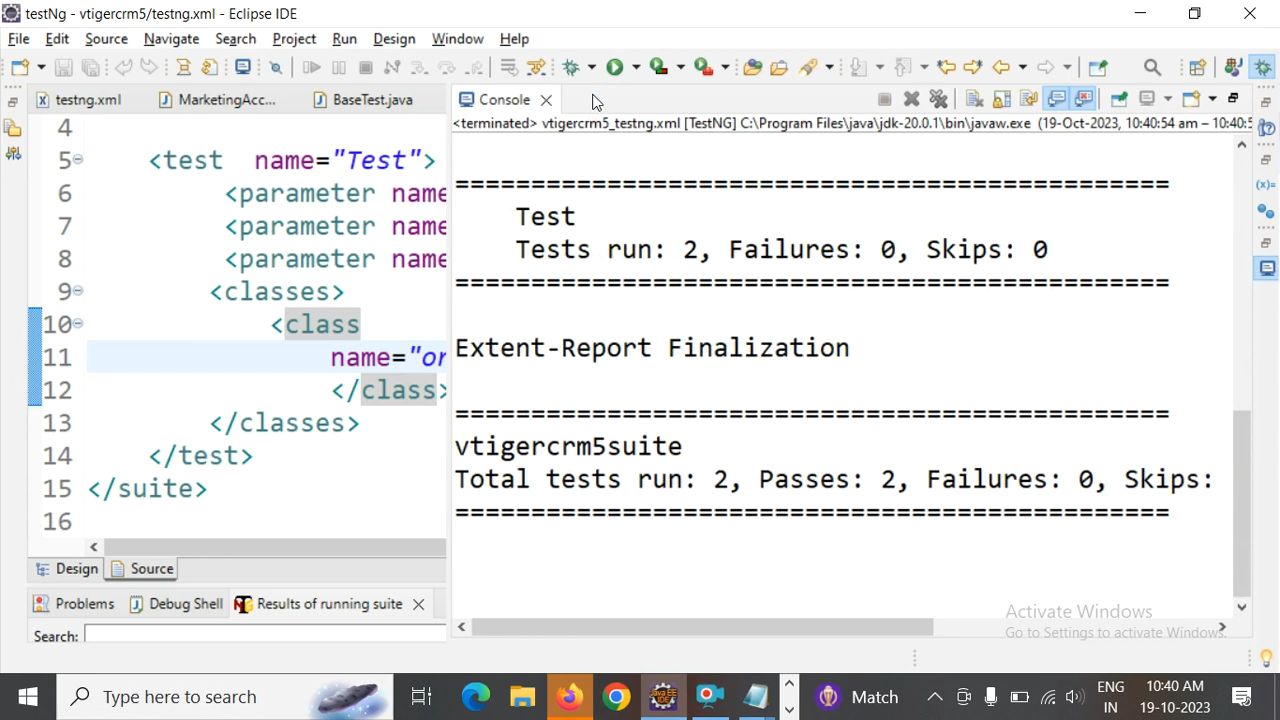 testNg - vtigercrm5/testng.xml - Eclipse IDE
File Edit Source Navigate Search Project Run Design Window Help
testng.xml MarketingAcc... BaseTest.java
Console
<terminated> vtigercrm5_testng.xml [TestNG] C:\Program Files\java\jdk-20.0.1\bin\javaw.exe (19-Oct-2023, 10:40:54 am – 10:40:5
4
5 <test name="Test">
6 <parameter name
7 <parameter name
8 <parameter name
9 <classes>
10 <class
11 name="or
12 </class>
13 </classes>
14 </test>
15 </suite>
16
===============================================
Test
Tests run: 2, Failures: 0, Skips: 0
===============================================
Extent-Report Finalization
===============================================
vtigercrm5suite
Total tests run: 2, Passes: 2, Failures: 0, Skips:
===============================================
Design Source
Problems Debug Shell Results of running suite
Search:
Activate Windows
Go to Settings to activate Windows.
Type here to search
Match
ENG
IN
10:40 AM
19-10-2023